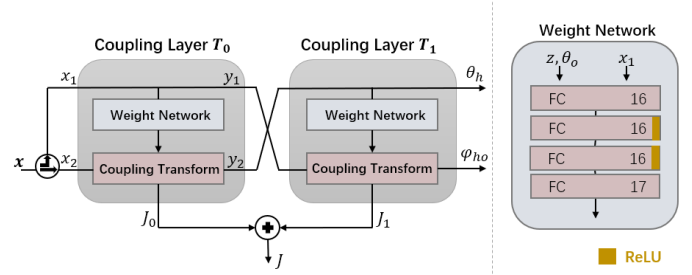 Coupling Layer T₀
Coupling Layer T₁
x₁
y₁
θₕ
Weight Network
Weight Network
x
x₂
Coupling Transform
y₂
Coupling Transform
φₕₒ
J₀
J₁
J
Weight Network
z, θₒ
x₁
FC 16
FC 16
FC 16
FC 17
ReLU